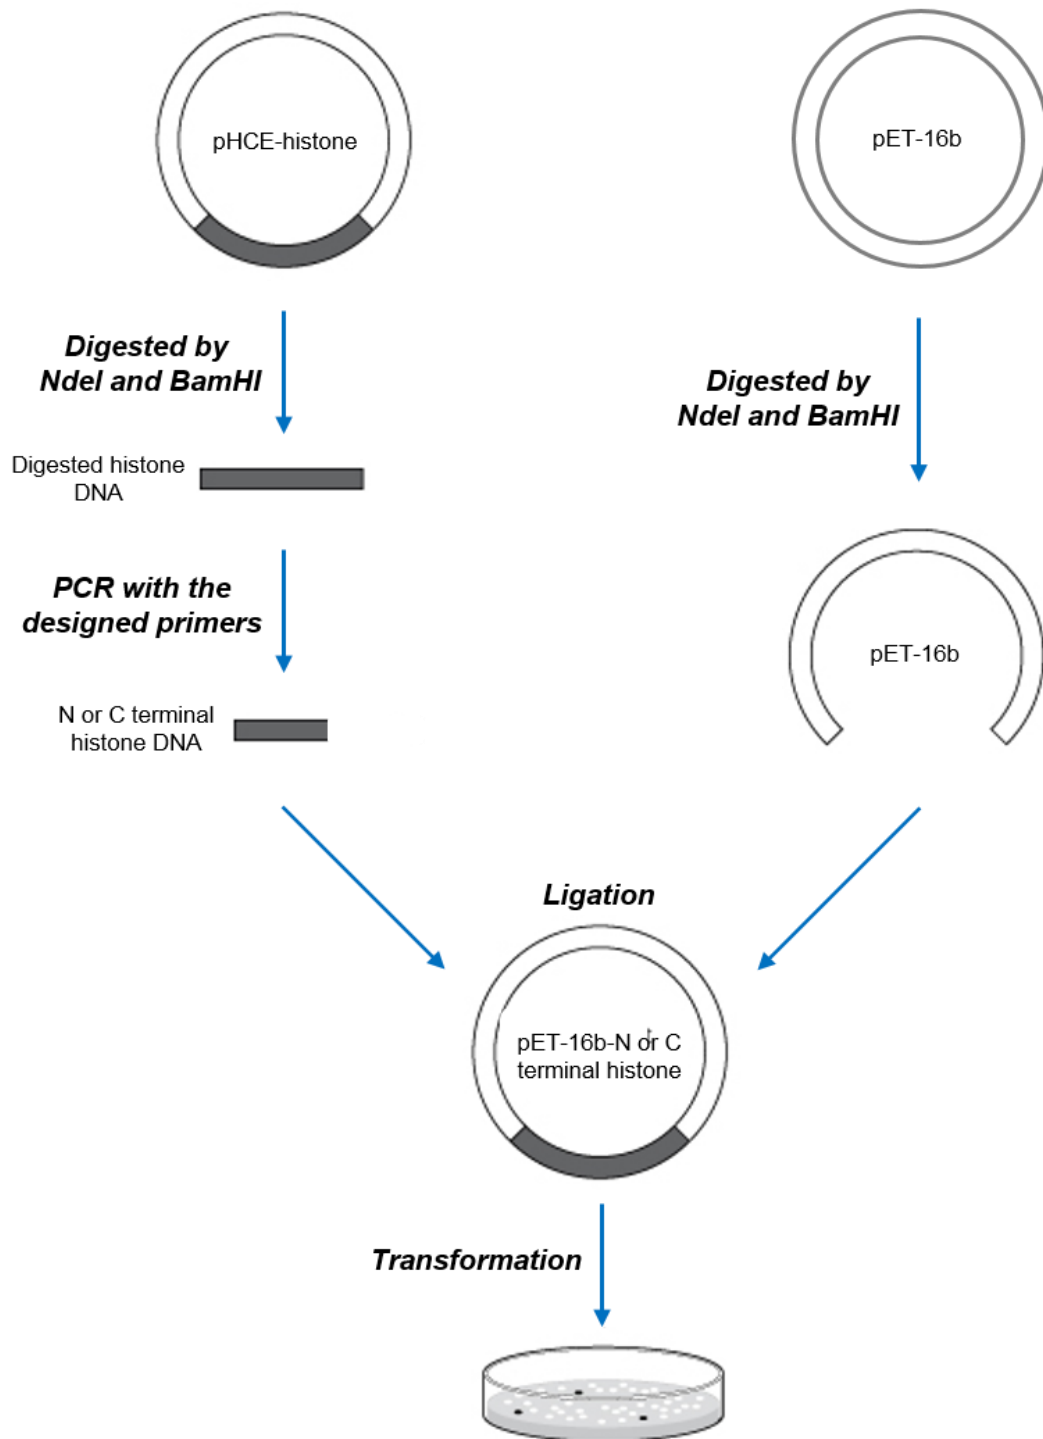 pHCE-histone
pET-16b
Digested by
NdeI and BamHI
Digested by
NdeI and BamHI
Digested histone
DNA
PCR with the
designed primers
pET-16b
N or C terminal
histone DNA
Ligation
pET-16b-N or C
terminal histone
Transformation